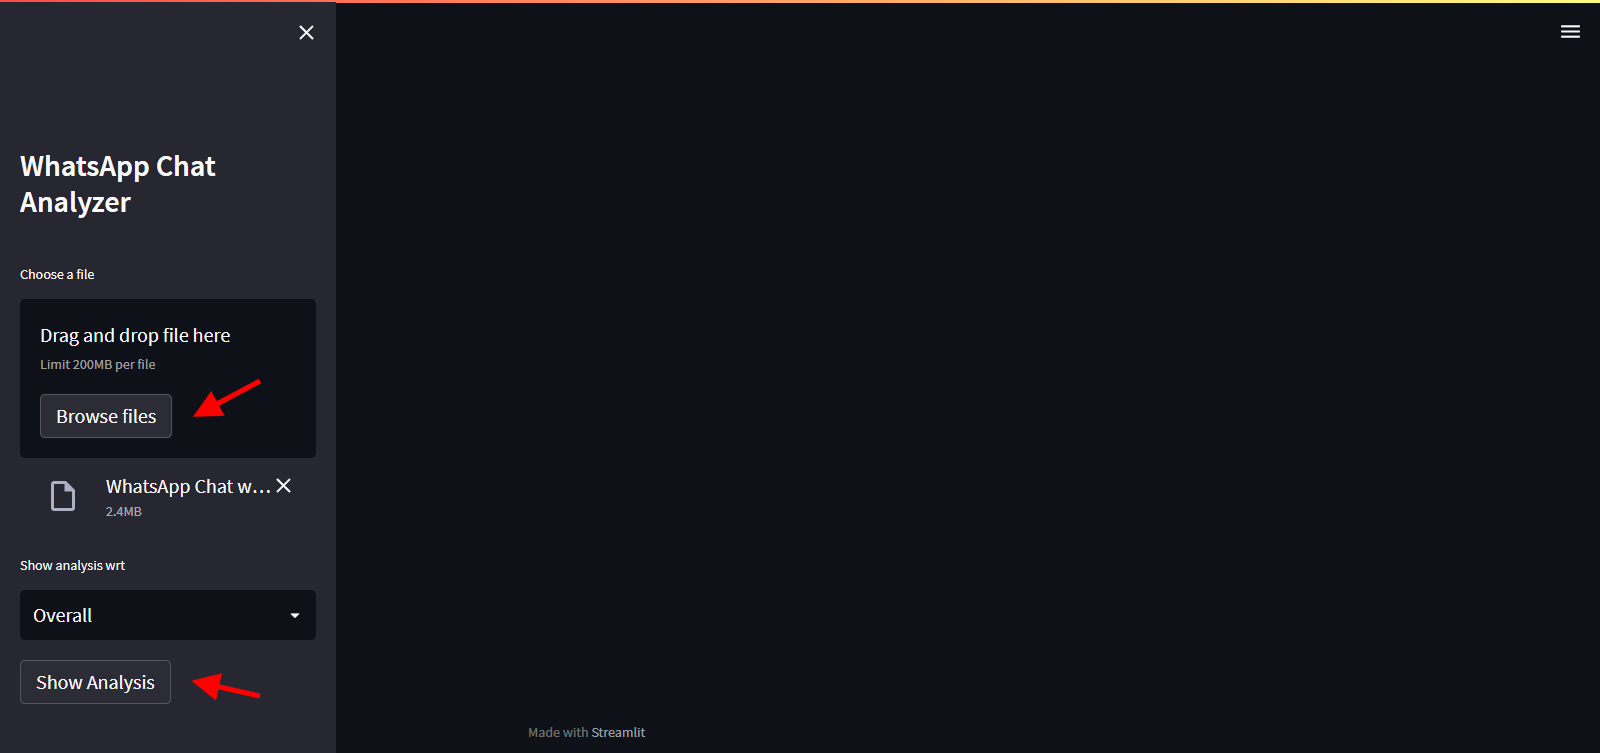 WhatsApp Chat
Analyzer
Choose a file
Drag and drop file here
Limit 200MB per file
Browse files
WhatsApp Chat w...
2.4MB
Show analysis wrt
Overall
Show Analysis
Made with Streamlit